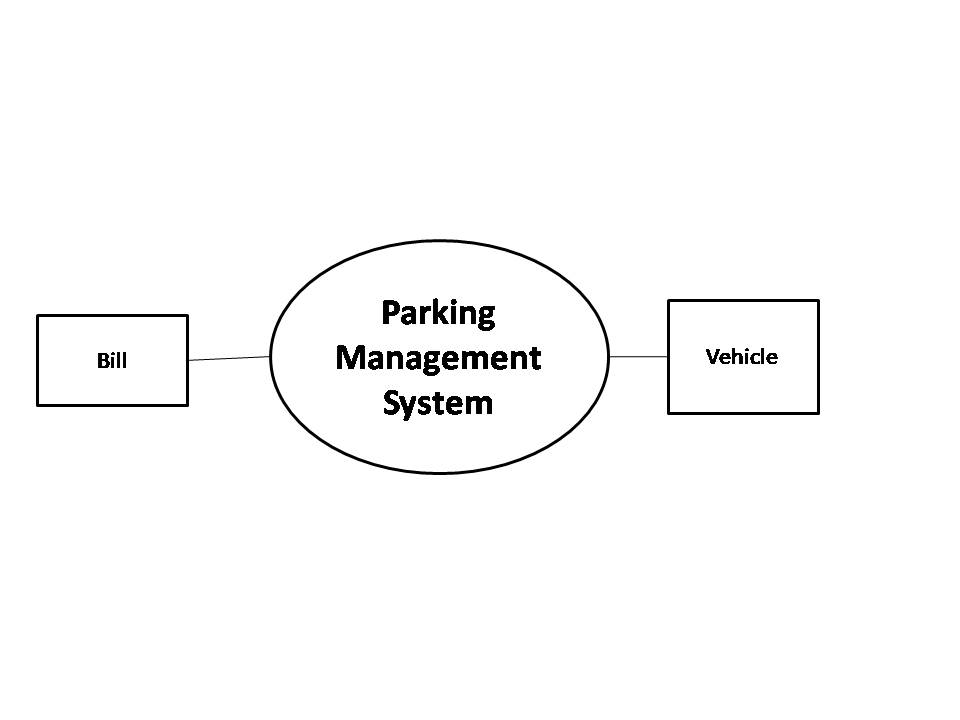 Parking
Management
System
Bill
Vehicle